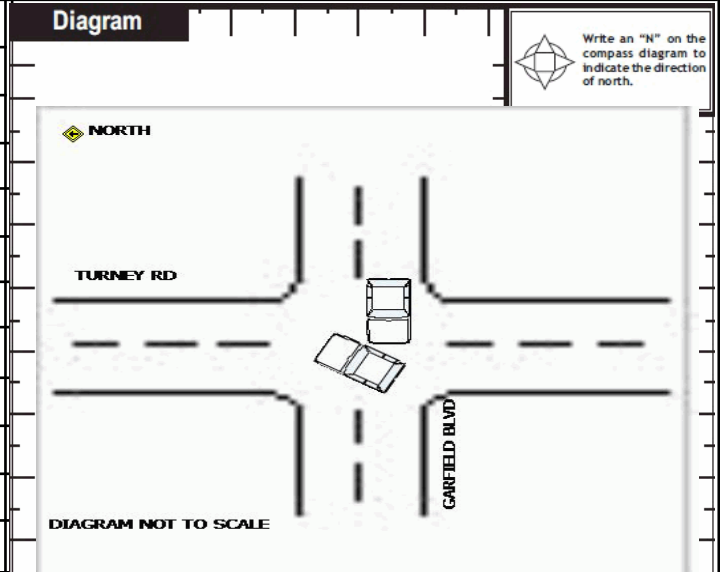 Diagram
Write an “N” on the
compass diagram to
indicate the direction
of north.
NORTH
TURNEY RD
GARFIELD BLVD
DIAGRAM NOT TO SCALE